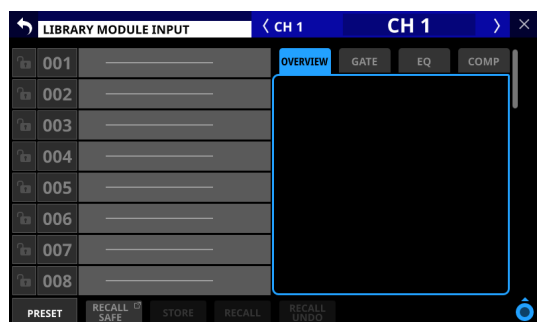 LIBRARY MODULE INPUT
CH 1
CH 1
OVERVIEW
GATE
EQ
COMP
001
002
003
004
005
006
007
008
PRESET
RECALL
SAFE
STORE
RECALL
RECALL
UNDO